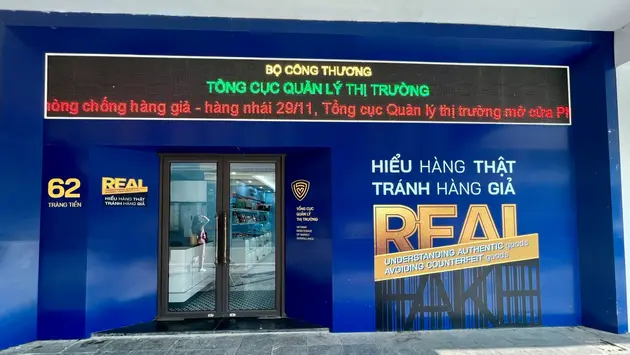 BỘ CÔNG THƯƠNG
TỔNG CỤC QUẢN LÝ THỊ TRƯỜNG
hòng chống hàng giả - hàng nhái 29/11, Tổng cục Quản lý thị trường mở cửa
62
TRÀNG TIỀN
REAL
HIỂU HÀNG THẬT
TRÁNH HÀNG GIẢ
TỔNG CỤC
QUẢN LÝ
THỊ TRƯỜNG
HIỂU HÀNG THẬT
TRÁNH HÀNG GIẢ
REAL
UNDERSTANDING AUTHENTIC goods
AVOIDING COUNTERFEIT goods